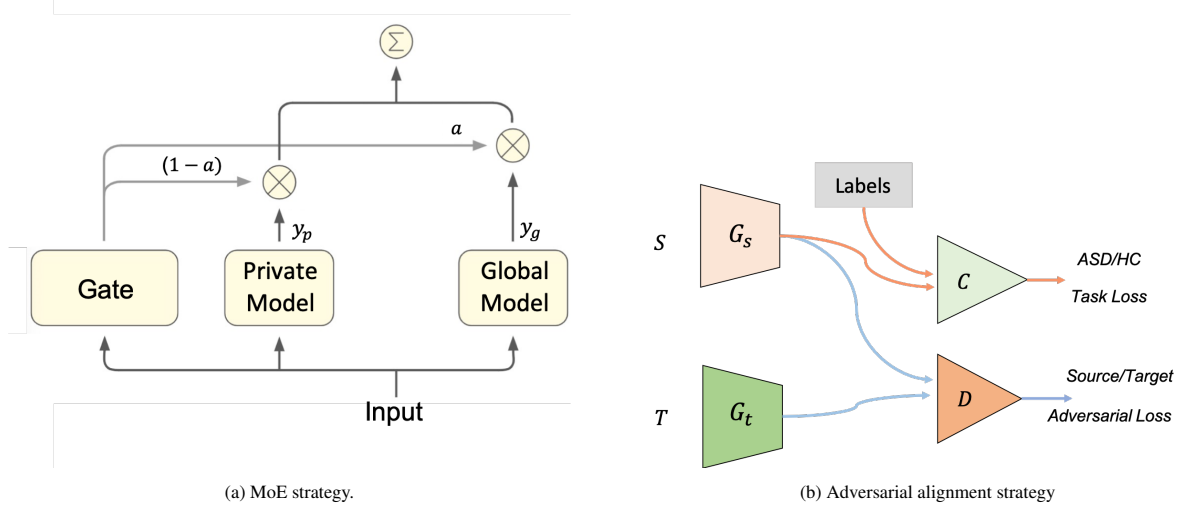 Σ
a
(1 − a)
y_p
y_g
Gate
Private
Model
Global
Model
Input
(a) MoE strategy.
Labels
S
G_s
C
ASD/HC
Task Loss
T
G_t
D
Source/Target
Adversarial Loss
(b) Adversarial alignment strategy